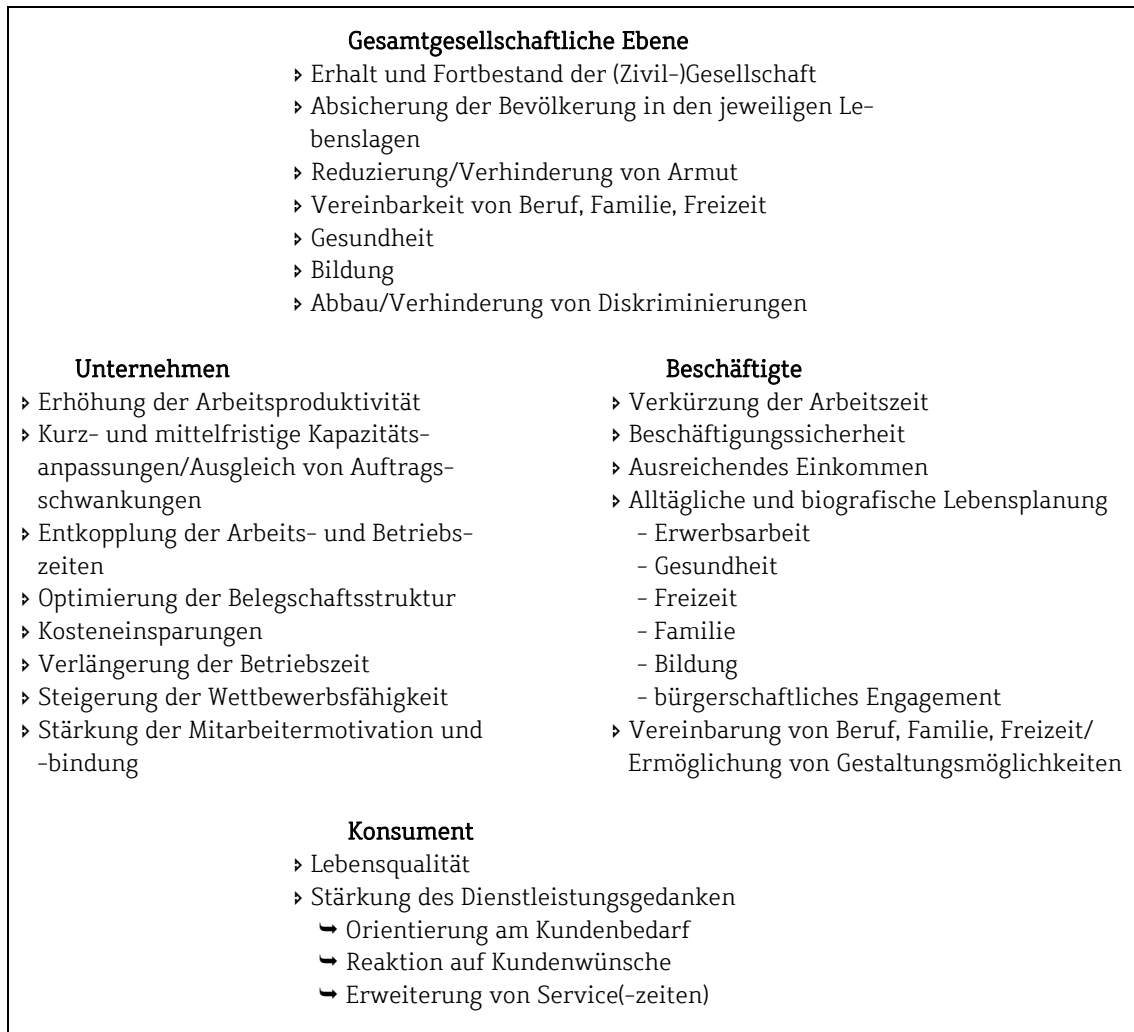 Gesamtgesellschaftliche Ebene
▹ Erhalt und Fortbestand der (Zivil-)Gesellschaft
▹ Absicherung der Bevölkerung in den jeweiligen Le-
benslagen
▹ Reduzierung/Verhinderung von Armut
▹ Vereinbarkeit von Beruf, Familie, Freizeit
▹ Gesundheit
▹ Bildung
▹ Abbau/Verhinderung von Diskriminierungen
Unternehmen
▹ Erhöhung der Arbeitsproduktivität
▹ Kurz- und mittelfristige Kapazitäts-
anpassungen/Ausgleich von Auftrags-
schwankungen
▹ Entkopplung der Arbeits- und Betriebs-
zeiten
▹ Optimierung der Belegschaftsstruktur
▹ Kosteneinsparungen
▹ Verlängerung der Betriebszeit
▹ Steigerung der Wettbewerbsfähigkeit
▹ Stärkung der Mitarbeitermotivation und
-bindung
Beschäftigte
▹ Verkürzung der Arbeitszeit
▹ Beschäftigungssicherheit
▹ Ausreichendes Einkommen
▹ Alltägliche und biografische Lebensplanung
- Erwerbsarbeit
- Gesundheit
- Freizeit
- Familie
- Bildung
- bürgerschaftliches Engagement
▹ Vereinbarung von Beruf, Familie, Freizeit/
Ermöglichung von Gestaltungsmöglichkeiten
Konsument
▹ Lebensqualität
▹ Stärkung des Dienstleistungsgedanken
➥ Orientierung am Kundenbedarf
➥ Reaktion auf Kundenwünsche
➥ Erweiterung von Service(-zeiten)